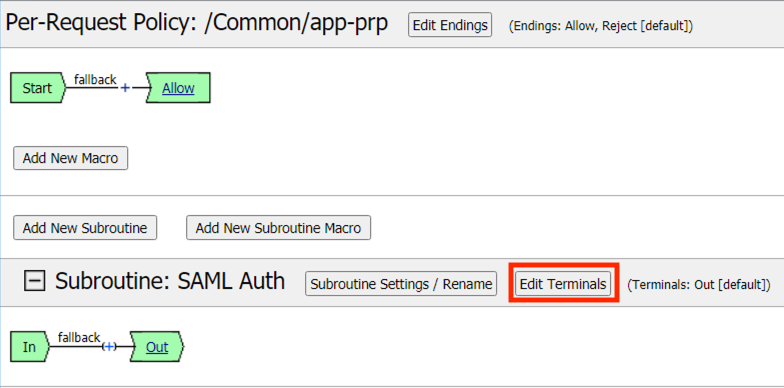 Per-Request Policy: /Common/app-prp Edit Endings (Endings: Allow, Reject [default])
fallback
Start + Allow
Add New Macro
Add New Subroutine Add New Subroutine Macro
Subroutine: SAML Auth Subroutine Settings / Rename Edit Terminals (Terminals: Out [default])
fallback
In (+) Out